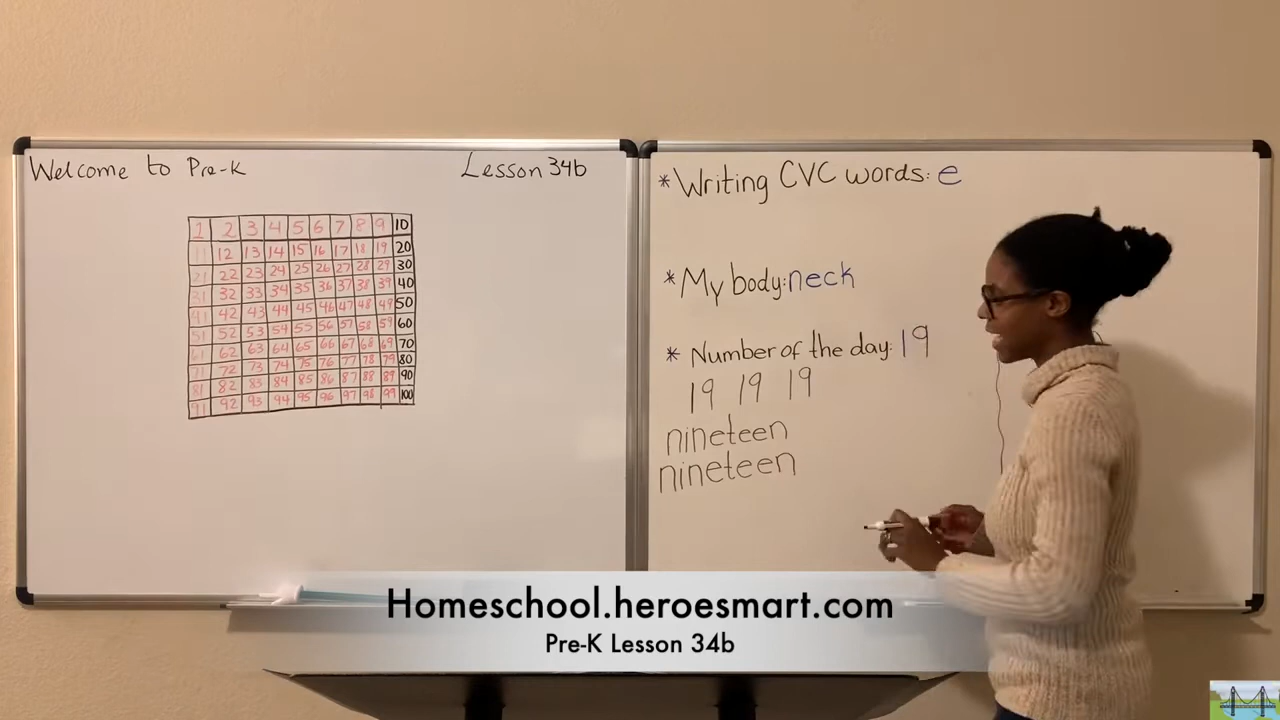 Welcome to Pre-K
Lesson 34b
1 2 3 4 5 6 7 8 9 10
11 12 13 14 15 16 17 18 19 20
21 22 23 24 25 26 27 28 29 30
31 32 33 34 35 36 37 38 39 40
41 42 43 44 45 46 47 48 49 50
51 52 53 54 55 56 57 58 59 60
61 62 63 64 65 66 67 68 69 70
71 72 73 74 75 76 77 78 79 80
81 82 83 84 85 86 87 88 89 90
91 92 93 94 95 96 97 98 99 100
*Writing CVC words: e
*My body: neck
* Number of the day: 19
19 19 19
nineteen
nineteen
Homeschool.heroesmart.com
Pre-K Lesson 34b